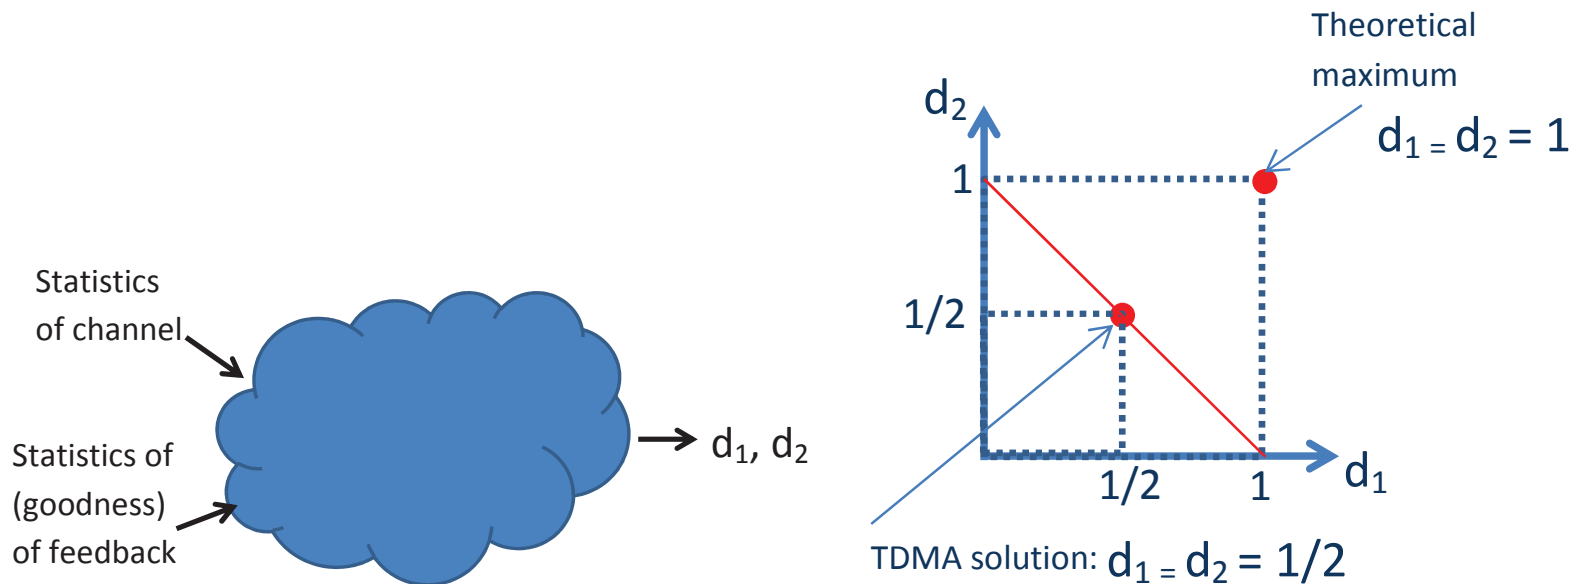 Statistics
of channel
Statistics of
(goodness)
of feedback
d₁, d₂
Theoretical
maximum
d₁ = d₂ = 1
d₂
1
1/2
1/2
1
d₁
TDMA solution: d₁ = d₂ = 1/2